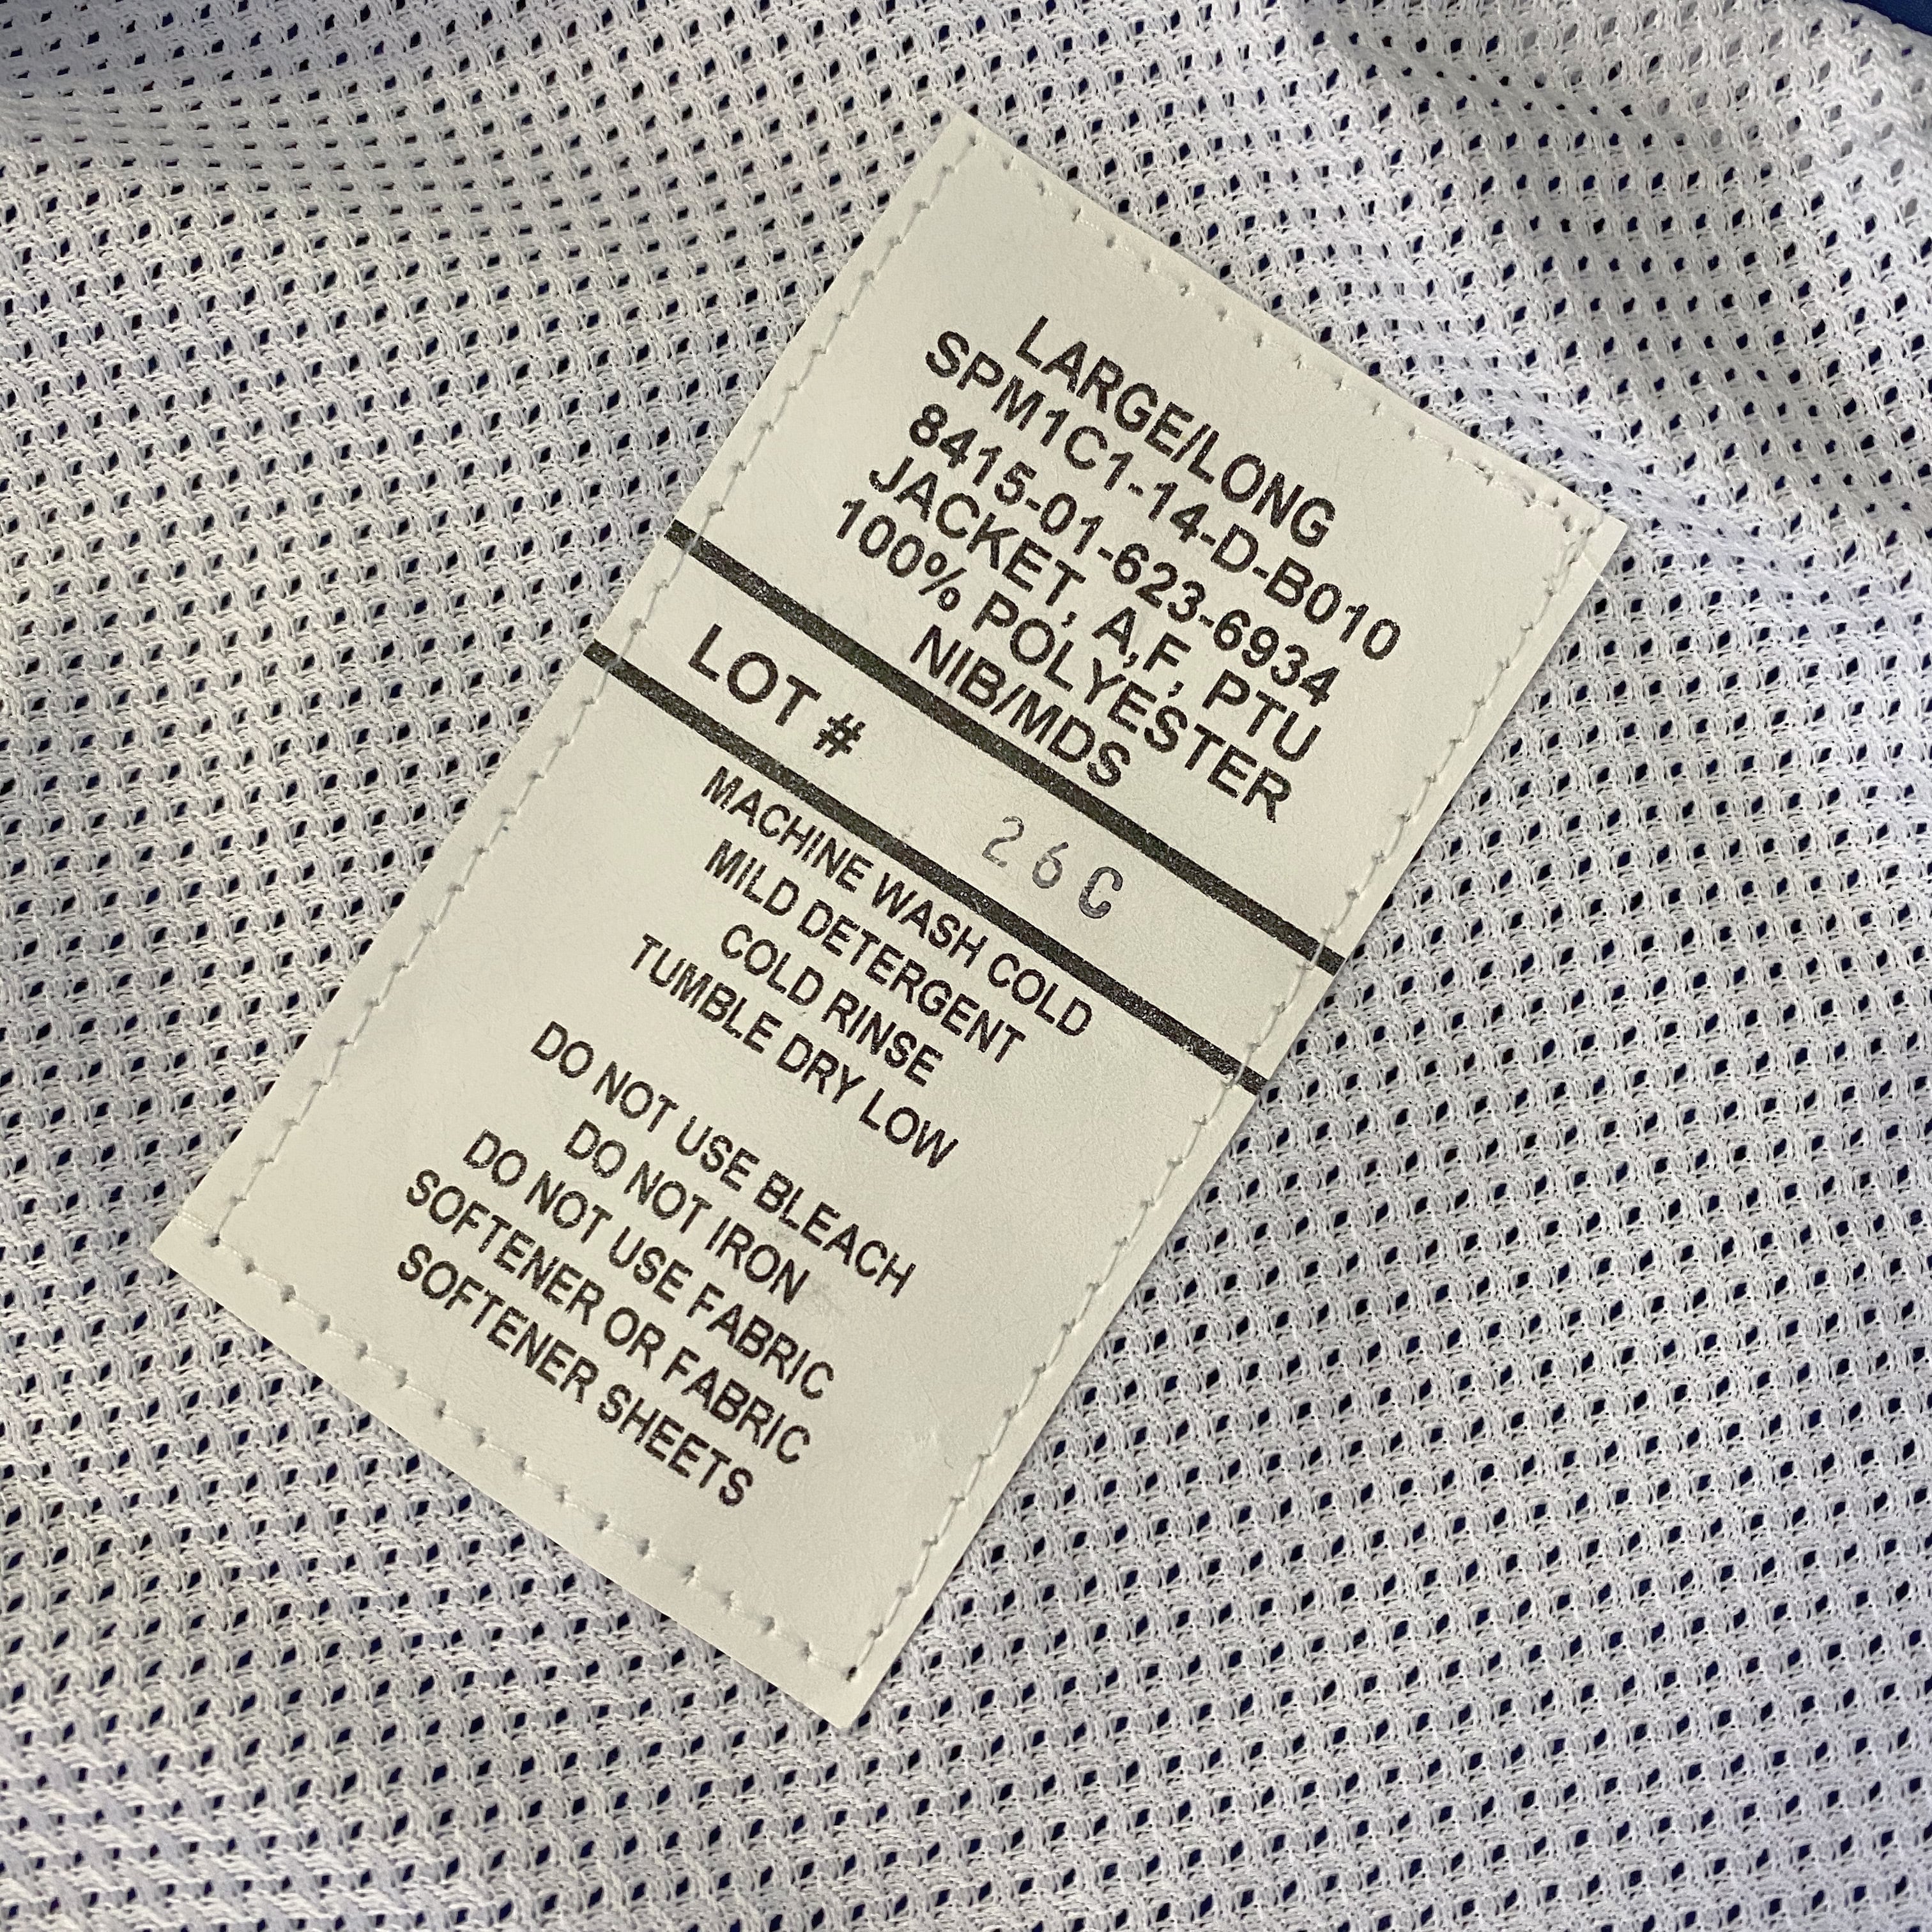 LARGE/LONG
SPM1C1-14-D-B010
8415-01-623-6934
JACKET, A,F, PTU
100% POLYESTER
NIB/MDS
LOT # 26C
MACHINE WASH COLD
MILD DETERGENT
COLD RINSE
TUMBLE DRY LOW
DO NOT USE BLEACH
DO NOT IRON
DO NOT USE FABRIC
SOFTENER OR FABRIC
SOFTENER SHEETS